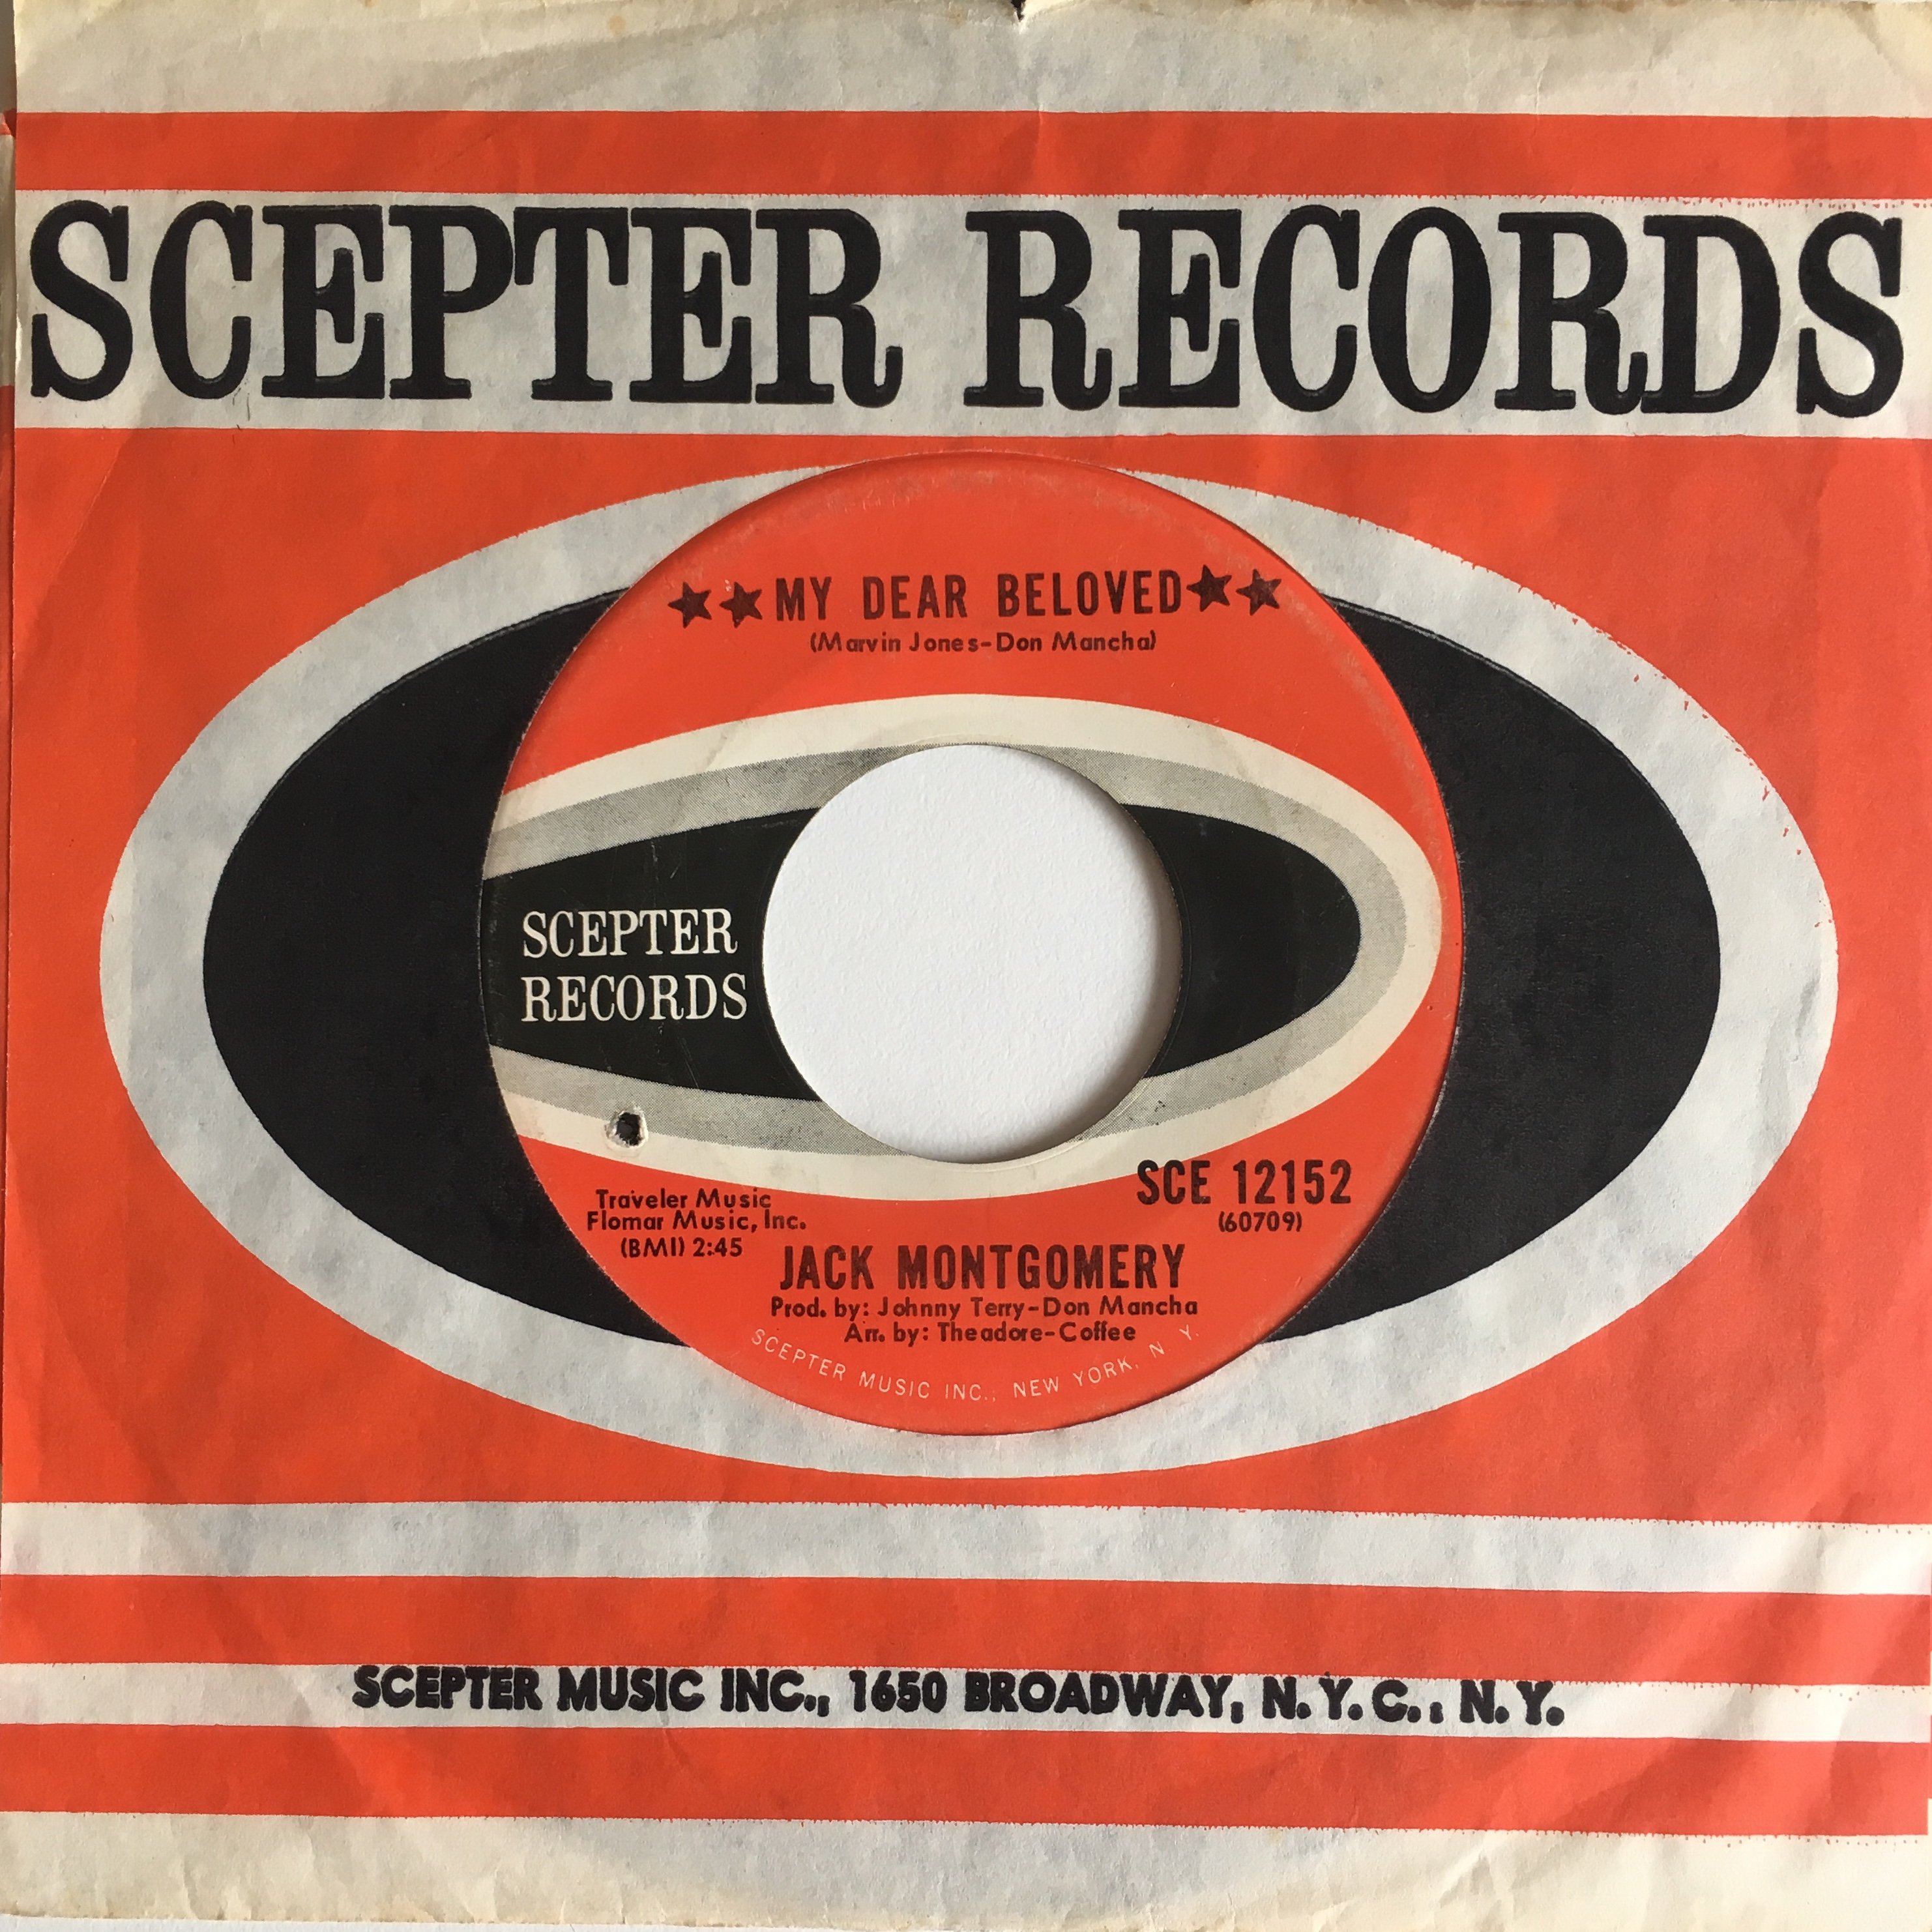 SCEPTER RECORDS
★★MY DEAR BELOVED★★
(Marvin Jones-Don Mancha)
SCEPTER
RECORDS
SCE 12152
(60709)
Traveler Music
Flomar Music, Inc.
(BMI) 2:45
JACK MONTGOMERY
Prod. by: Johnny Terry-Don Mancha
Arr. by: Theadore-Coffee
SCEPTER MUSIC INC., NEW YORK, N Y.
SCEPTER MUSIC INC., 1650 BROADWAY, N.Y.C., N.Y.